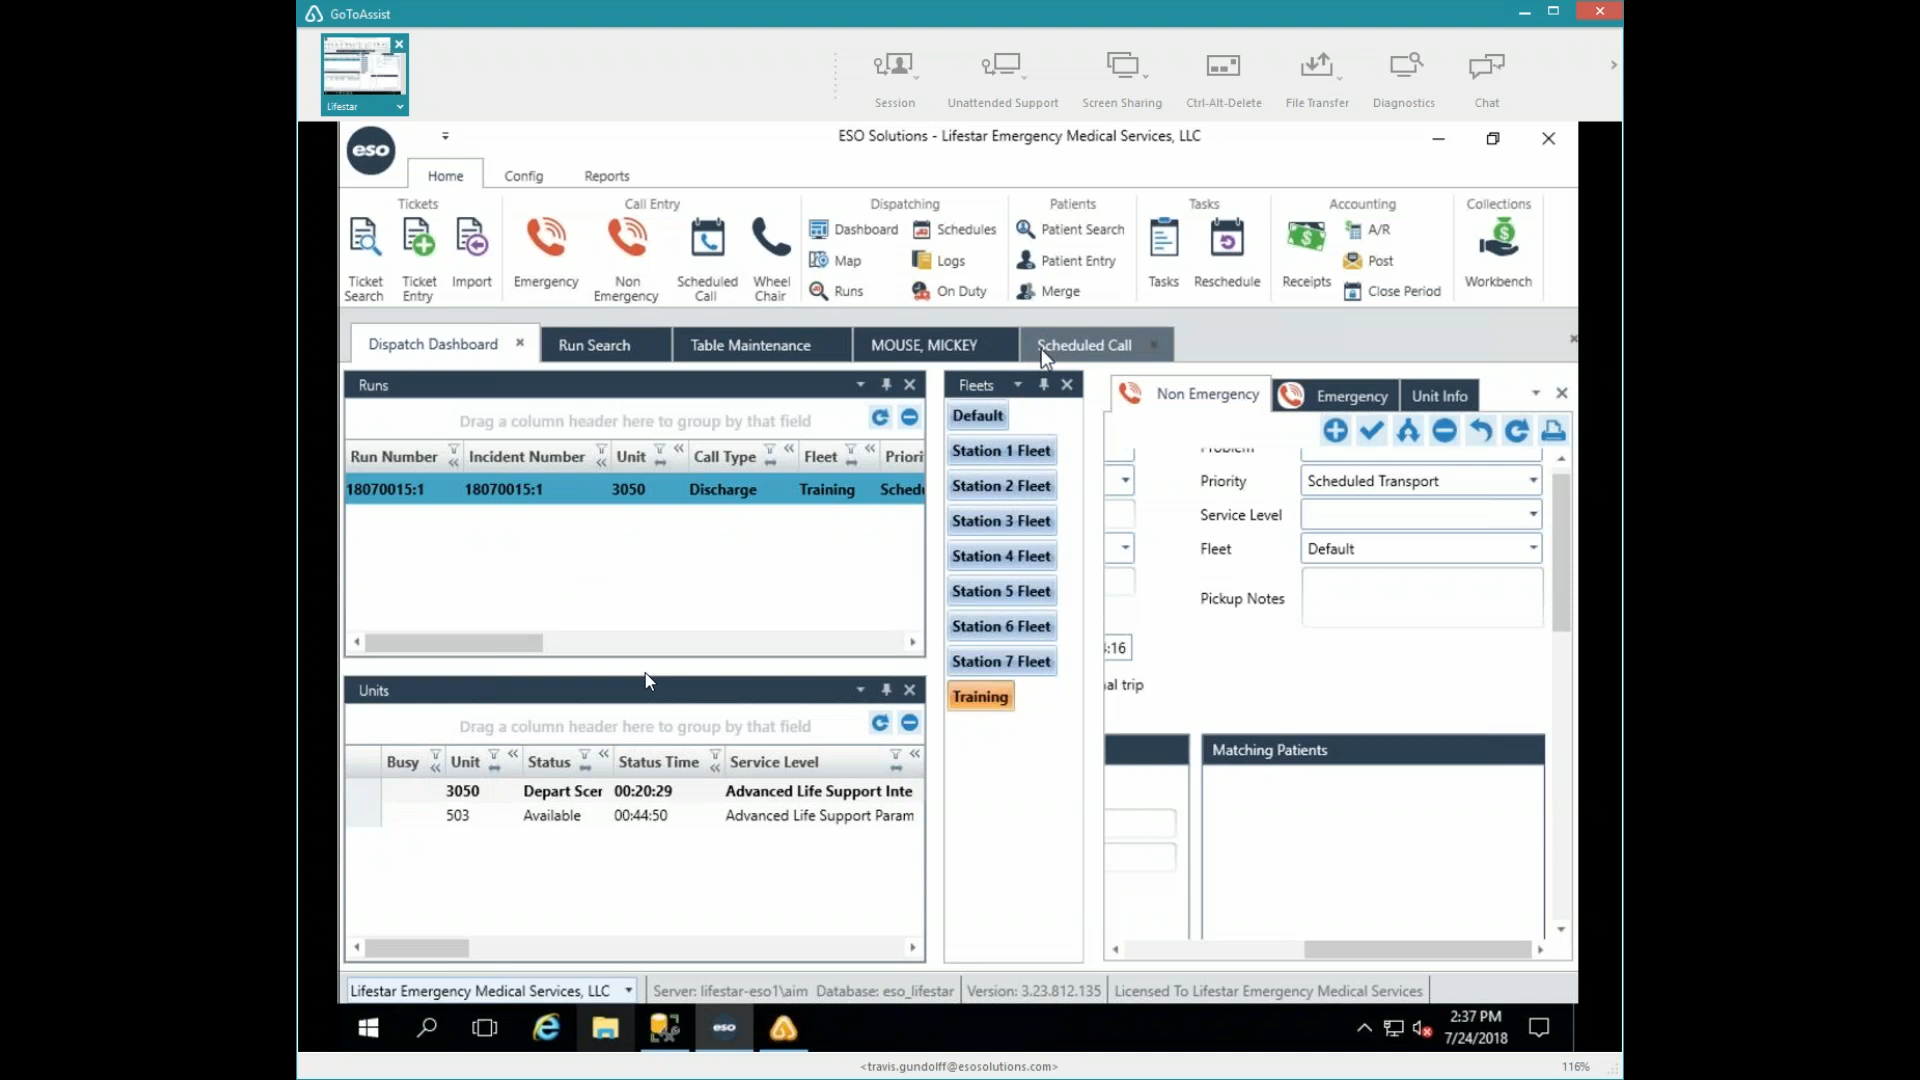 GoToAssist
Lifestar
Session
Unattended Support
Screen Sharing
Ctrl-Alt-Delete
File Transfer
Diagnostics
Chat
eso
ESO Solutions - Lifestar Emergency Medical Services, LLC
Home
Config
Reports
Tickets
Call Entry
Dispatching
Patients
Tasks
Accounting
Collections
Ticket Search
Ticket Entry
Import
Emergency
Non Emergency
Scheduled Call
Wheel Chair
Dashboard
Schedules
Map
Logs
Runs
On Duty
Patient Search
Patient Entry
Merge
Tasks
Reschedule
Receipts
A/R
Post
Close Period
Workbench
Dispatch Dashboard
Run Search
Table Maintenance
MOUSE, MICKEY
Scheduled Call
Runs
Drag a column header here to group by that field
Run Number Incident Number Unit Call Type Fleet Priori
18070015:1 18070015:1 3050 Discharge Training Schedu
Units
Drag a column header here to group by that field
Busy Unit Status Status Time Service Level
3050 Depart Scer 00:20:29 Advanced Life Support Inte
503 Available 00:44:50 Advanced Life Support Param
Fleets
Default
Station 1 Fleet
Station 2 Fleet
Station 3 Fleet
Station 4 Fleet
Station 5 Fleet
Station 6 Fleet
Station 7 Fleet
Training
Non Emergency
Emergency
Unit Info
Problem
Priority Scheduled Transport
Service Level
Fleet Default
Pickup Notes
:16
al trip
Matching Patients
Lifestar Emergency Medical Services, LLC
Server: lifestar-eso1\aim Database: eso_lifestar
Version: 3.23.812.135
Licensed To Lifestar Emergency Medical Services
eso
2:37 PM
7/24/2018
<travis.gundolff@esosolutions.com>
116%